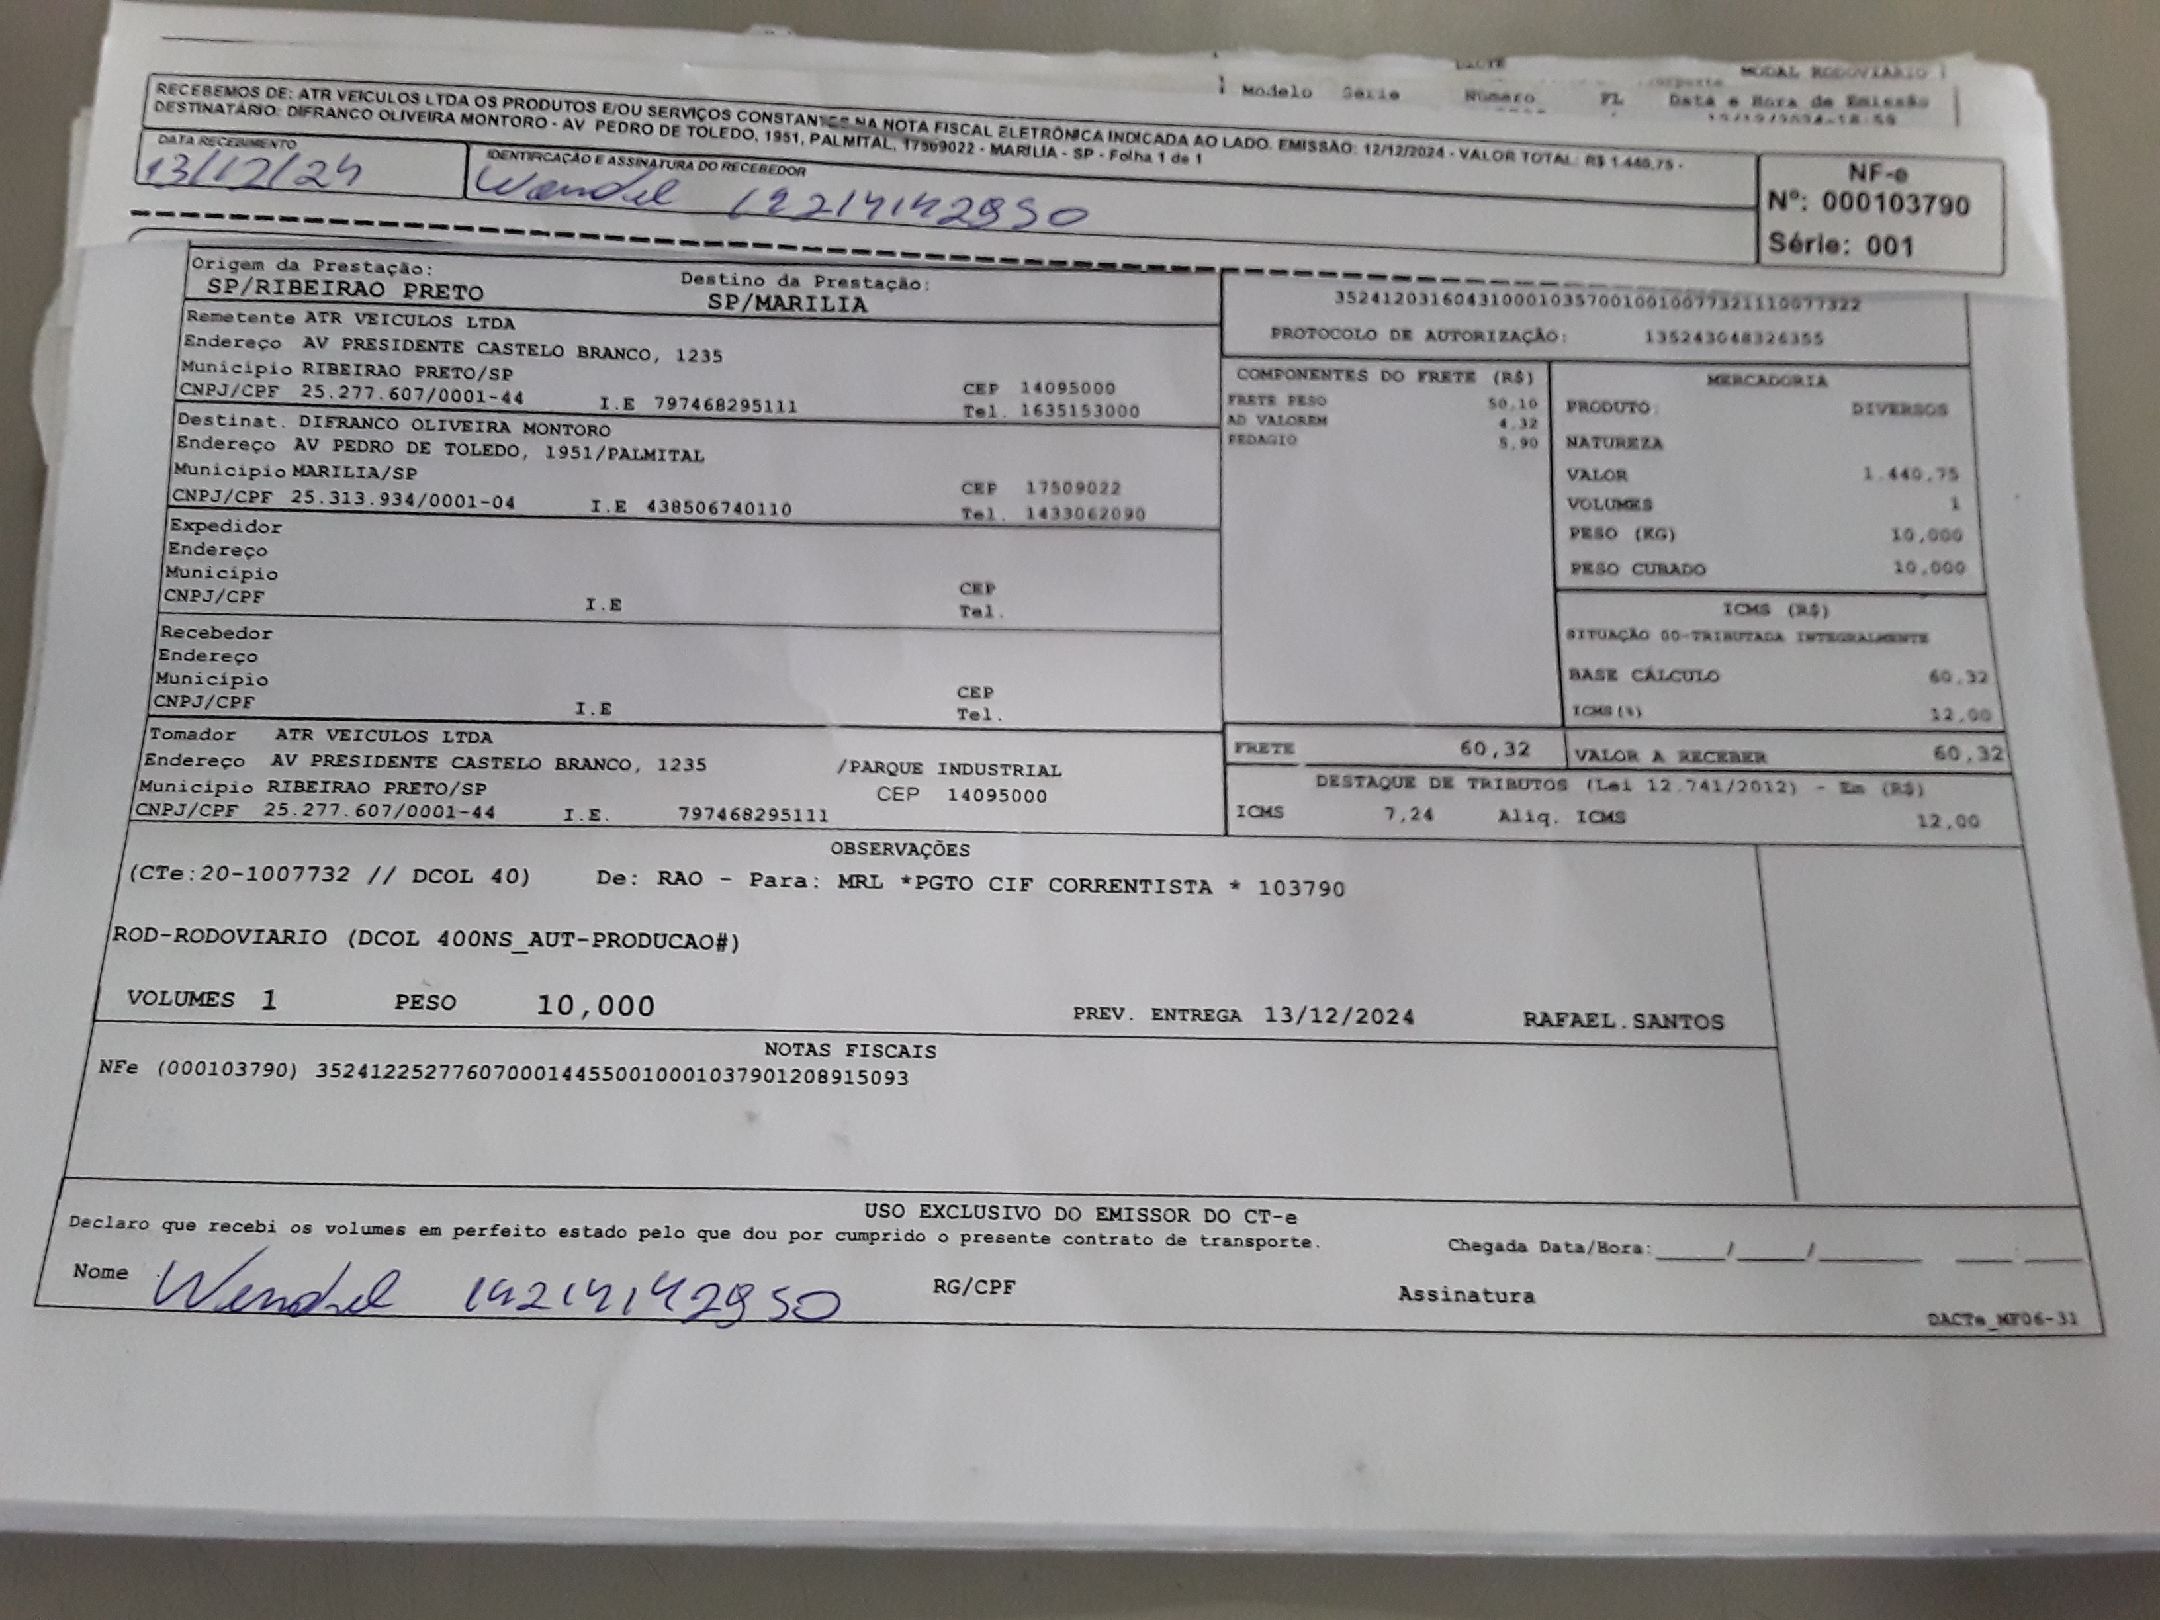 DACTE
MODAL RODOVIARIO
Modelo Série Número FL Data e Hora de Emissão
RECEBEMOS DE: ATR VEICULOS LTDA OS PRODUTOS E/OU SERVIÇOS CONSTANTES NA NOTA FISCAL ELETRÔNICA INDICADA AO LADO. EMISSÃO: 12/12/2024 - VALOR TOTAL: R$ 1.440,75 -
DESTINATÁRIO: DIFRANCO OLIVEIRA MONTORO - AV PEDRO DE TOLEDO, 1951, PALMITAL, 17509022 - MARILIA - SP - Folha 1 de 1
DATA RECEBIMENTO IDENTIFICAÇÃO E ASSINATURA DO RECEBEDOR
13/12/24 Wendel
NF-e
Nº: 000103790
Série: 001
Origem da Prestação: Destino da Prestação:
SP/RIBEIRAO PRETO SP/MARILIA
35241203160431000103570010010077321110077322
PROTOCOLO DE AUTORIZAÇÃO: 135243048326355
Remetente ATR VEICULOS LTDA
Endereço AV PRESIDENTE CASTELO BRANCO, 1235
Município RIBEIRAO PRETO/SP CEP 14095000
CNPJ/CPF 25.277.607/0001-44 I.E 797468295111 Tel. 1635153000
Destinat. DIFRANCO OLIVEIRA MONTORO
Endereço AV PEDRO DE TOLEDO, 1951/PALMITAL
Município MARILIA/SP CEP 17509022
CNPJ/CPF 25.313.934/0001-04 I.E 438506740110 Tel. 1433062090
Expedidor
Endereço
Município CEP
CNPJ/CPF I.E Tel.
Recebedor
Endereço
Município CEP
CNPJ/CPF I.E Tel.
Tomador ATR VEICULOS LTDA
Endereço AV PRESIDENTE CASTELO BRANCO, 1235 /PARQUE INDUSTRIAL
Município RIBEIRAO PRETO/SP CEP 14095000
CNPJ/CPF 25.277.607/0001-44 I.E. 797468295111
COMPONENTES DO FRETE (R$)
FRETE PESO 50,10
AD VALOREM 4,32
PEDAGIO 5,90
MERCADORIA
PRODUTO: DIVERSOS
NATUREZA
VALOR 1.440,75
VOLUMES 1
PESO (KG) 10,000
PESO CUBADO 10,000
ICMS (R$)
SITUAÇÃO 00-TRIBUTADA INTEGRALMENTE
BASE CÁLCULO 60,32
ICMS(%) 12,00
FRETE 60,32 VALOR A RECEBER 60,32
DESTAQUE DE TRIBUTOS (Lei 12.741/2012) - Em (R$)
ICMS 7,24 Aliq. ICMS 12,00
OBSERVAÇÕES
(CTe:20-1007732 // DCOL 40) De: RAO - Para: MRL *PGTO CIF CORRENTISTA * 103790
ROD-RODOVIARIO (DCOL 400NS_AUT-PRODUCAO#)
VOLUMES 1 PESO 10,000 PREV. ENTREGA 13/12/2024 RAFAEL.SANTOS
NOTAS FISCAIS
NFe (000103790) 35241225277607000144550010001037901208915093
USO EXCLUSIVO DO EMISSOR DO CT-e
Declaro que recebi os volumes em perfeito estado pelo que dou por cumprido o presente contrato de transporte. Chegada Data/Hora:____/____/______ ____:____
Nome Wendel RG/CPF Assinatura
DACTe_MF06-31